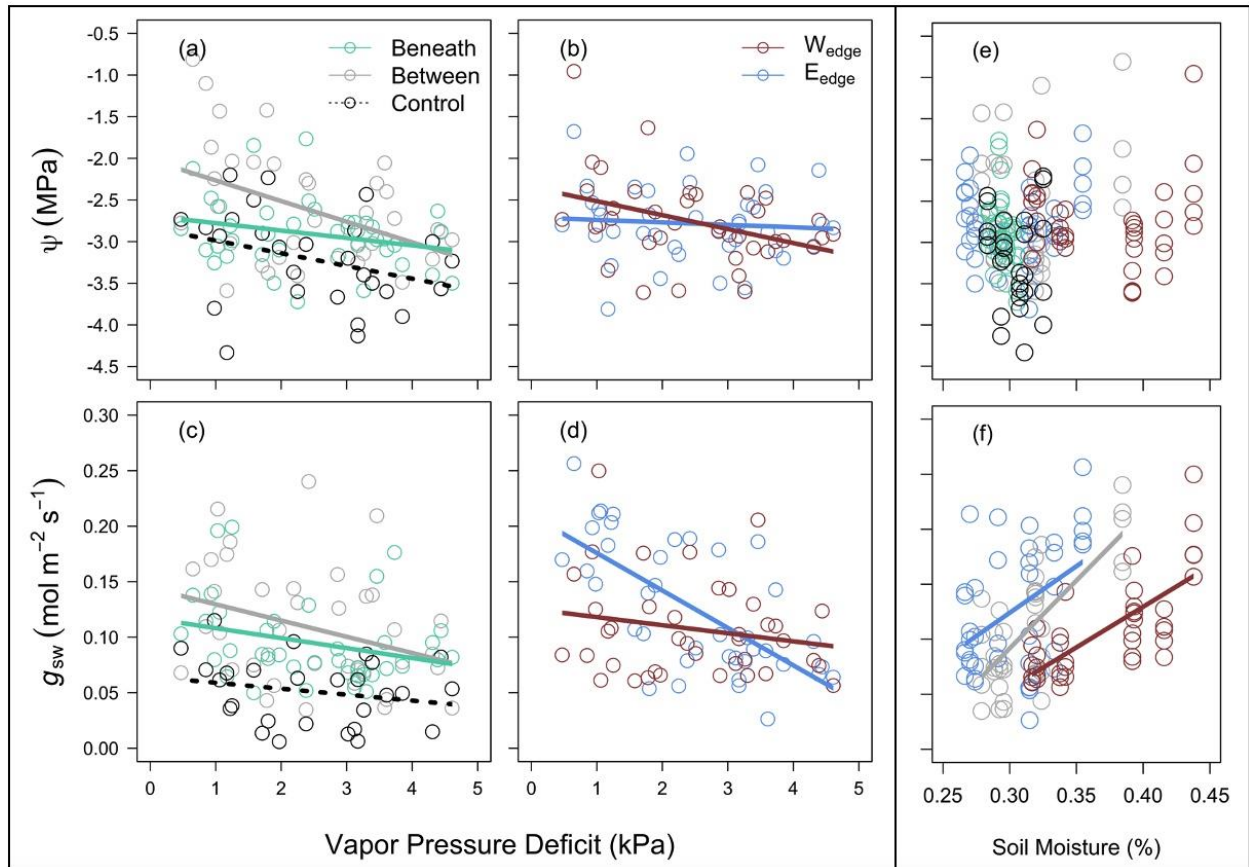 (a)
Beneath
Between
Control
(b)
W_edge
E_edge
(e)
-0.5
-1.0
-1.5
-2.0
-2.5
-3.0
-3.5
-4.0
-4.5
ψ (MPa)
(c)
(d)
(f)
0.30
0.25
0.20
0.15
0.10
0.05
0.00
g_sw (mol m⁻² s⁻¹)
0 1 2 3 4 5
0 1 2 3 4 5
0.25 0.30 0.35 0.40 0.45
Vapor Pressure Deficit (kPa)
Soil Moisture (%)